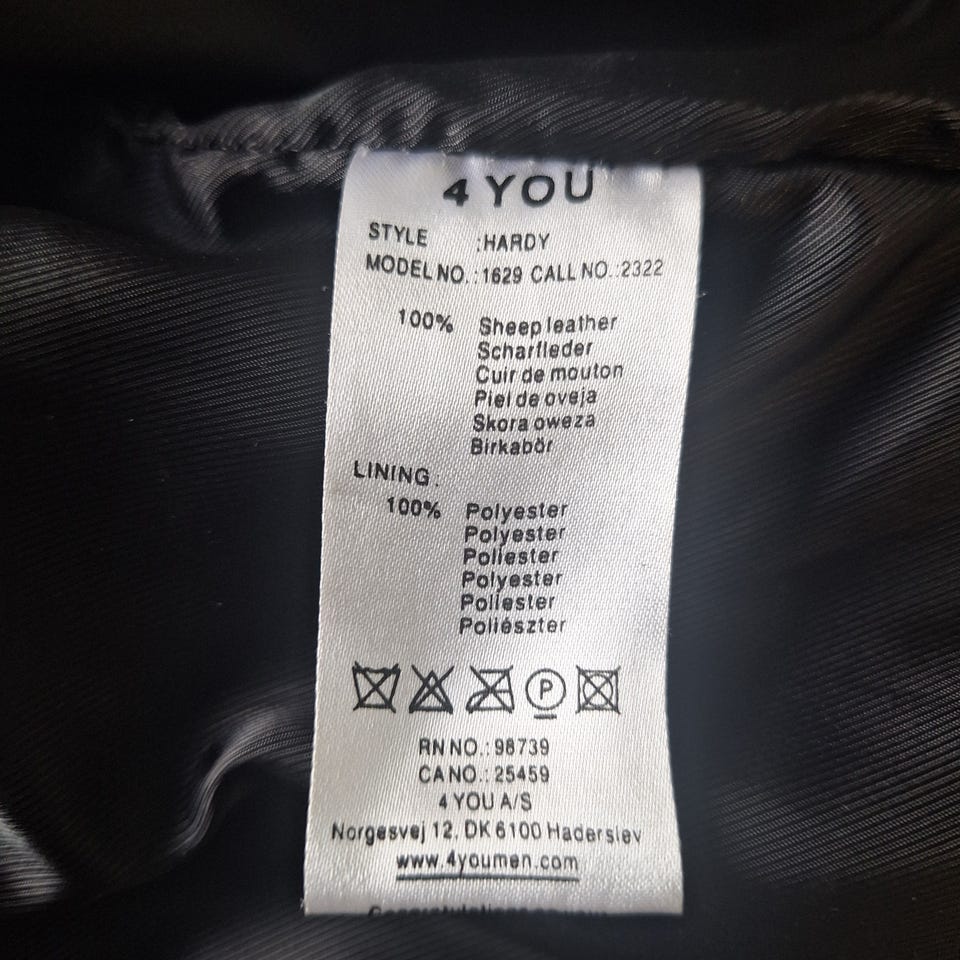 4 YOU
STYLE :HARDY
MODEL NO.:1629 CALL NO.:2322
100% Sheep leather
Scharfleder
Cuir de mouton
Piel de oveja
Skora oweza
Birkabör
LINING:
100% Polyester
Polyester
Poliester
Polyester
Poliester
Poliészter
P
RN NO.: 98739
CA NO.: 25459
4 YOU A/S
Norgesvej 12. DK 6100 Haderslev
www.4youmen.com